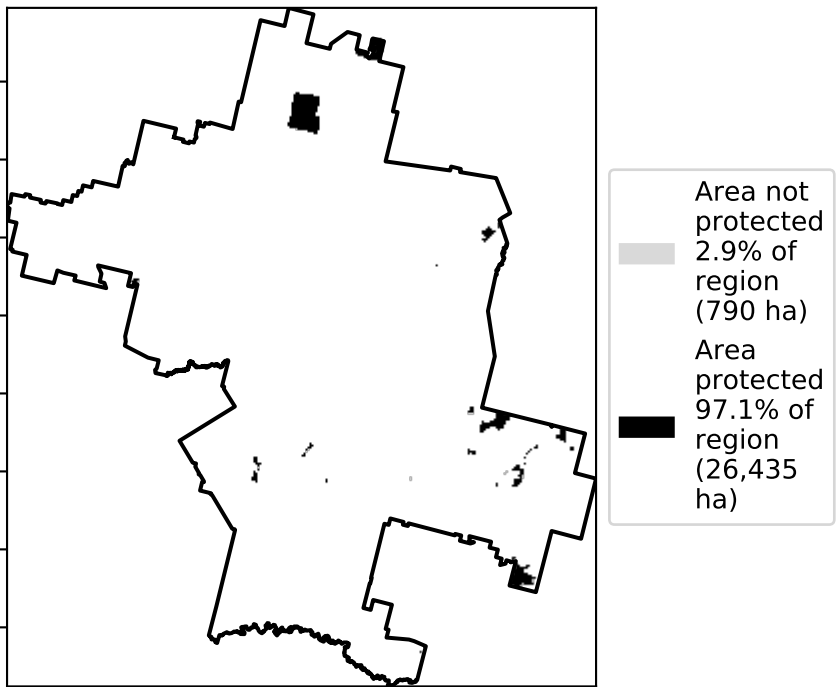 Area not
protected
2.9% of
region
(790 ha)
Area
protected
97.1% of
region
(26,435
ha)